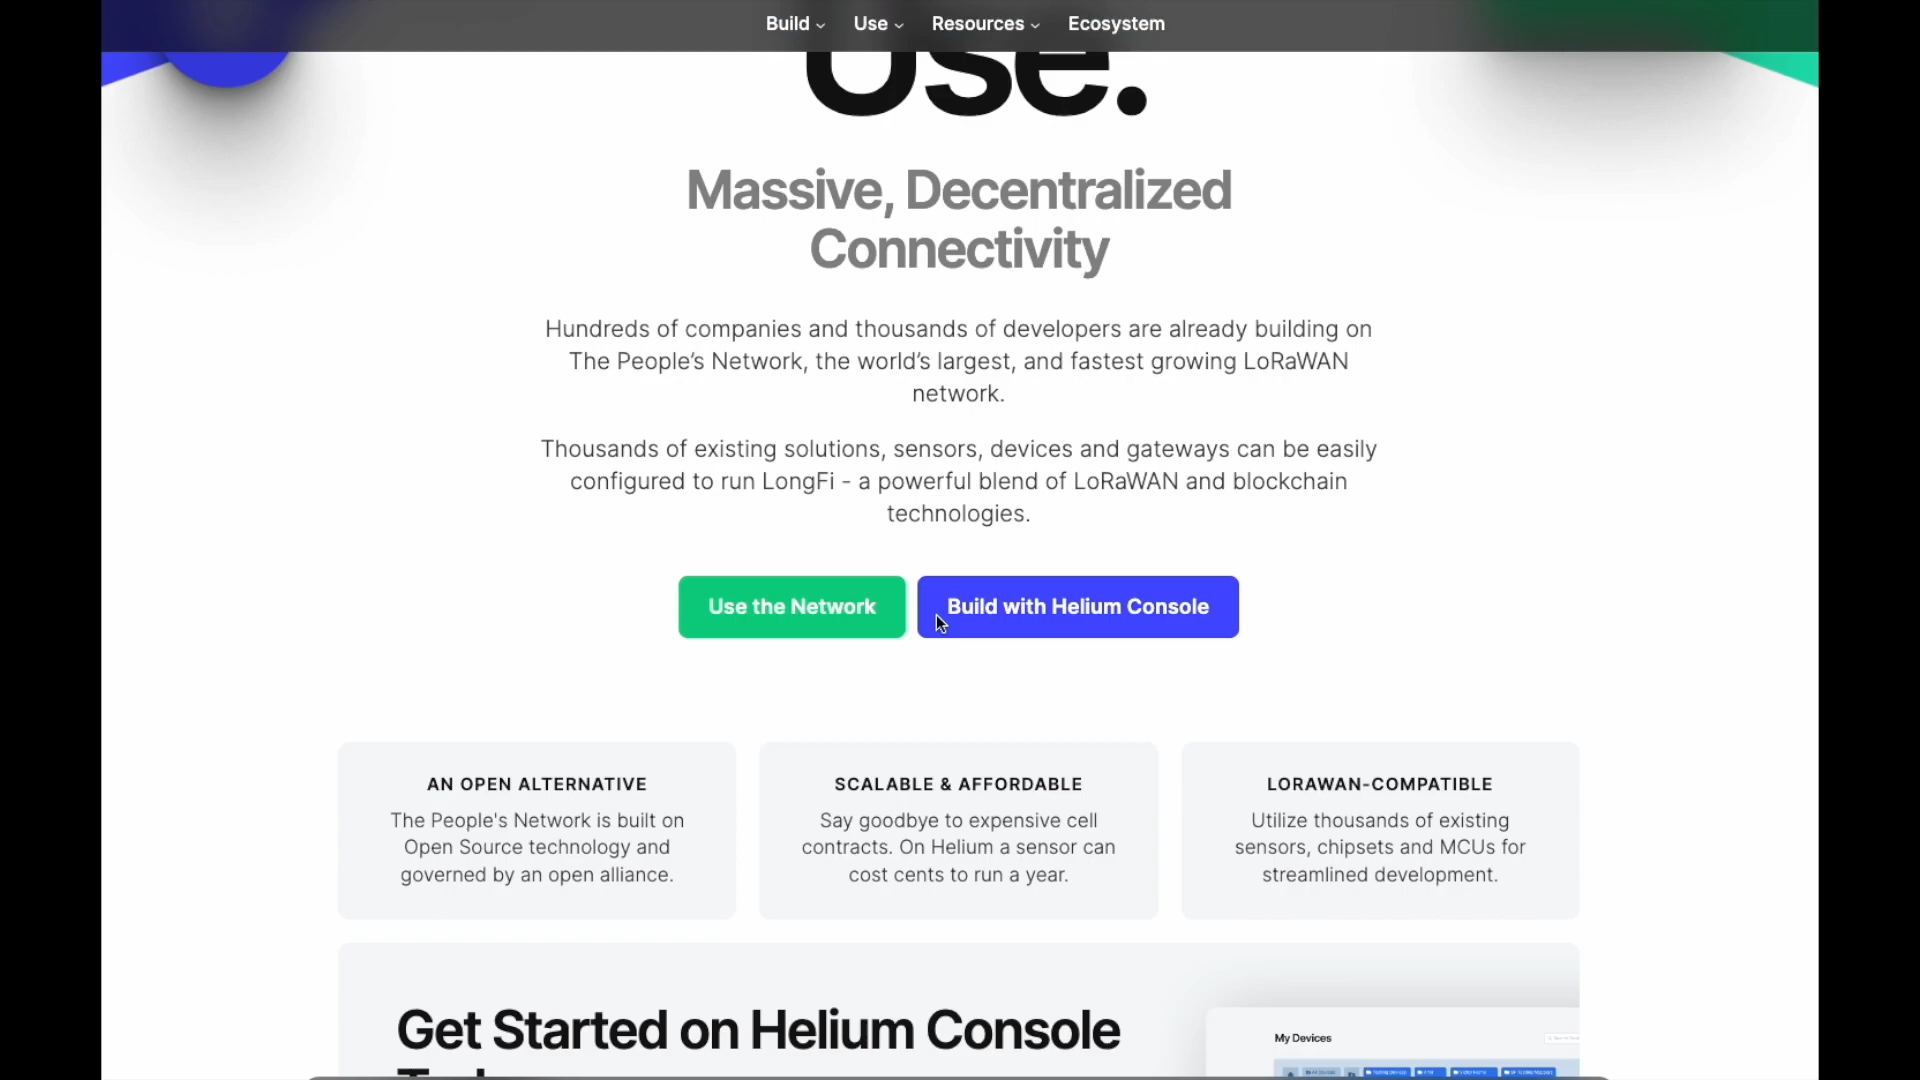 Build
Use
Resources
Ecosystem
Use.
Massive, Decentralized
Connectivity
Hundreds of companies and thousands of developers are already building on
The People’s Network, the world’s largest, and fastest growing LoRaWAN
network.
Thousands of existing solutions, sensors, devices and gateways can be easily
configured to run LongFi - a powerful blend of LoRaWAN and blockchain
technologies.
Use the Network
Build with Helium Console
AN OPEN ALTERNATIVE
The People's Network is built on
Open Source technology and
governed by an open alliance.
SCALABLE & AFFORDABLE
Say goodbye to expensive cell
contracts. On Helium a sensor can
cost cents to run a year.
LORAWAN-COMPATIBLE
Utilize thousands of existing
sensors, chipsets and MCUs for
streamlined development.
Get Started on Helium Console
My Devices